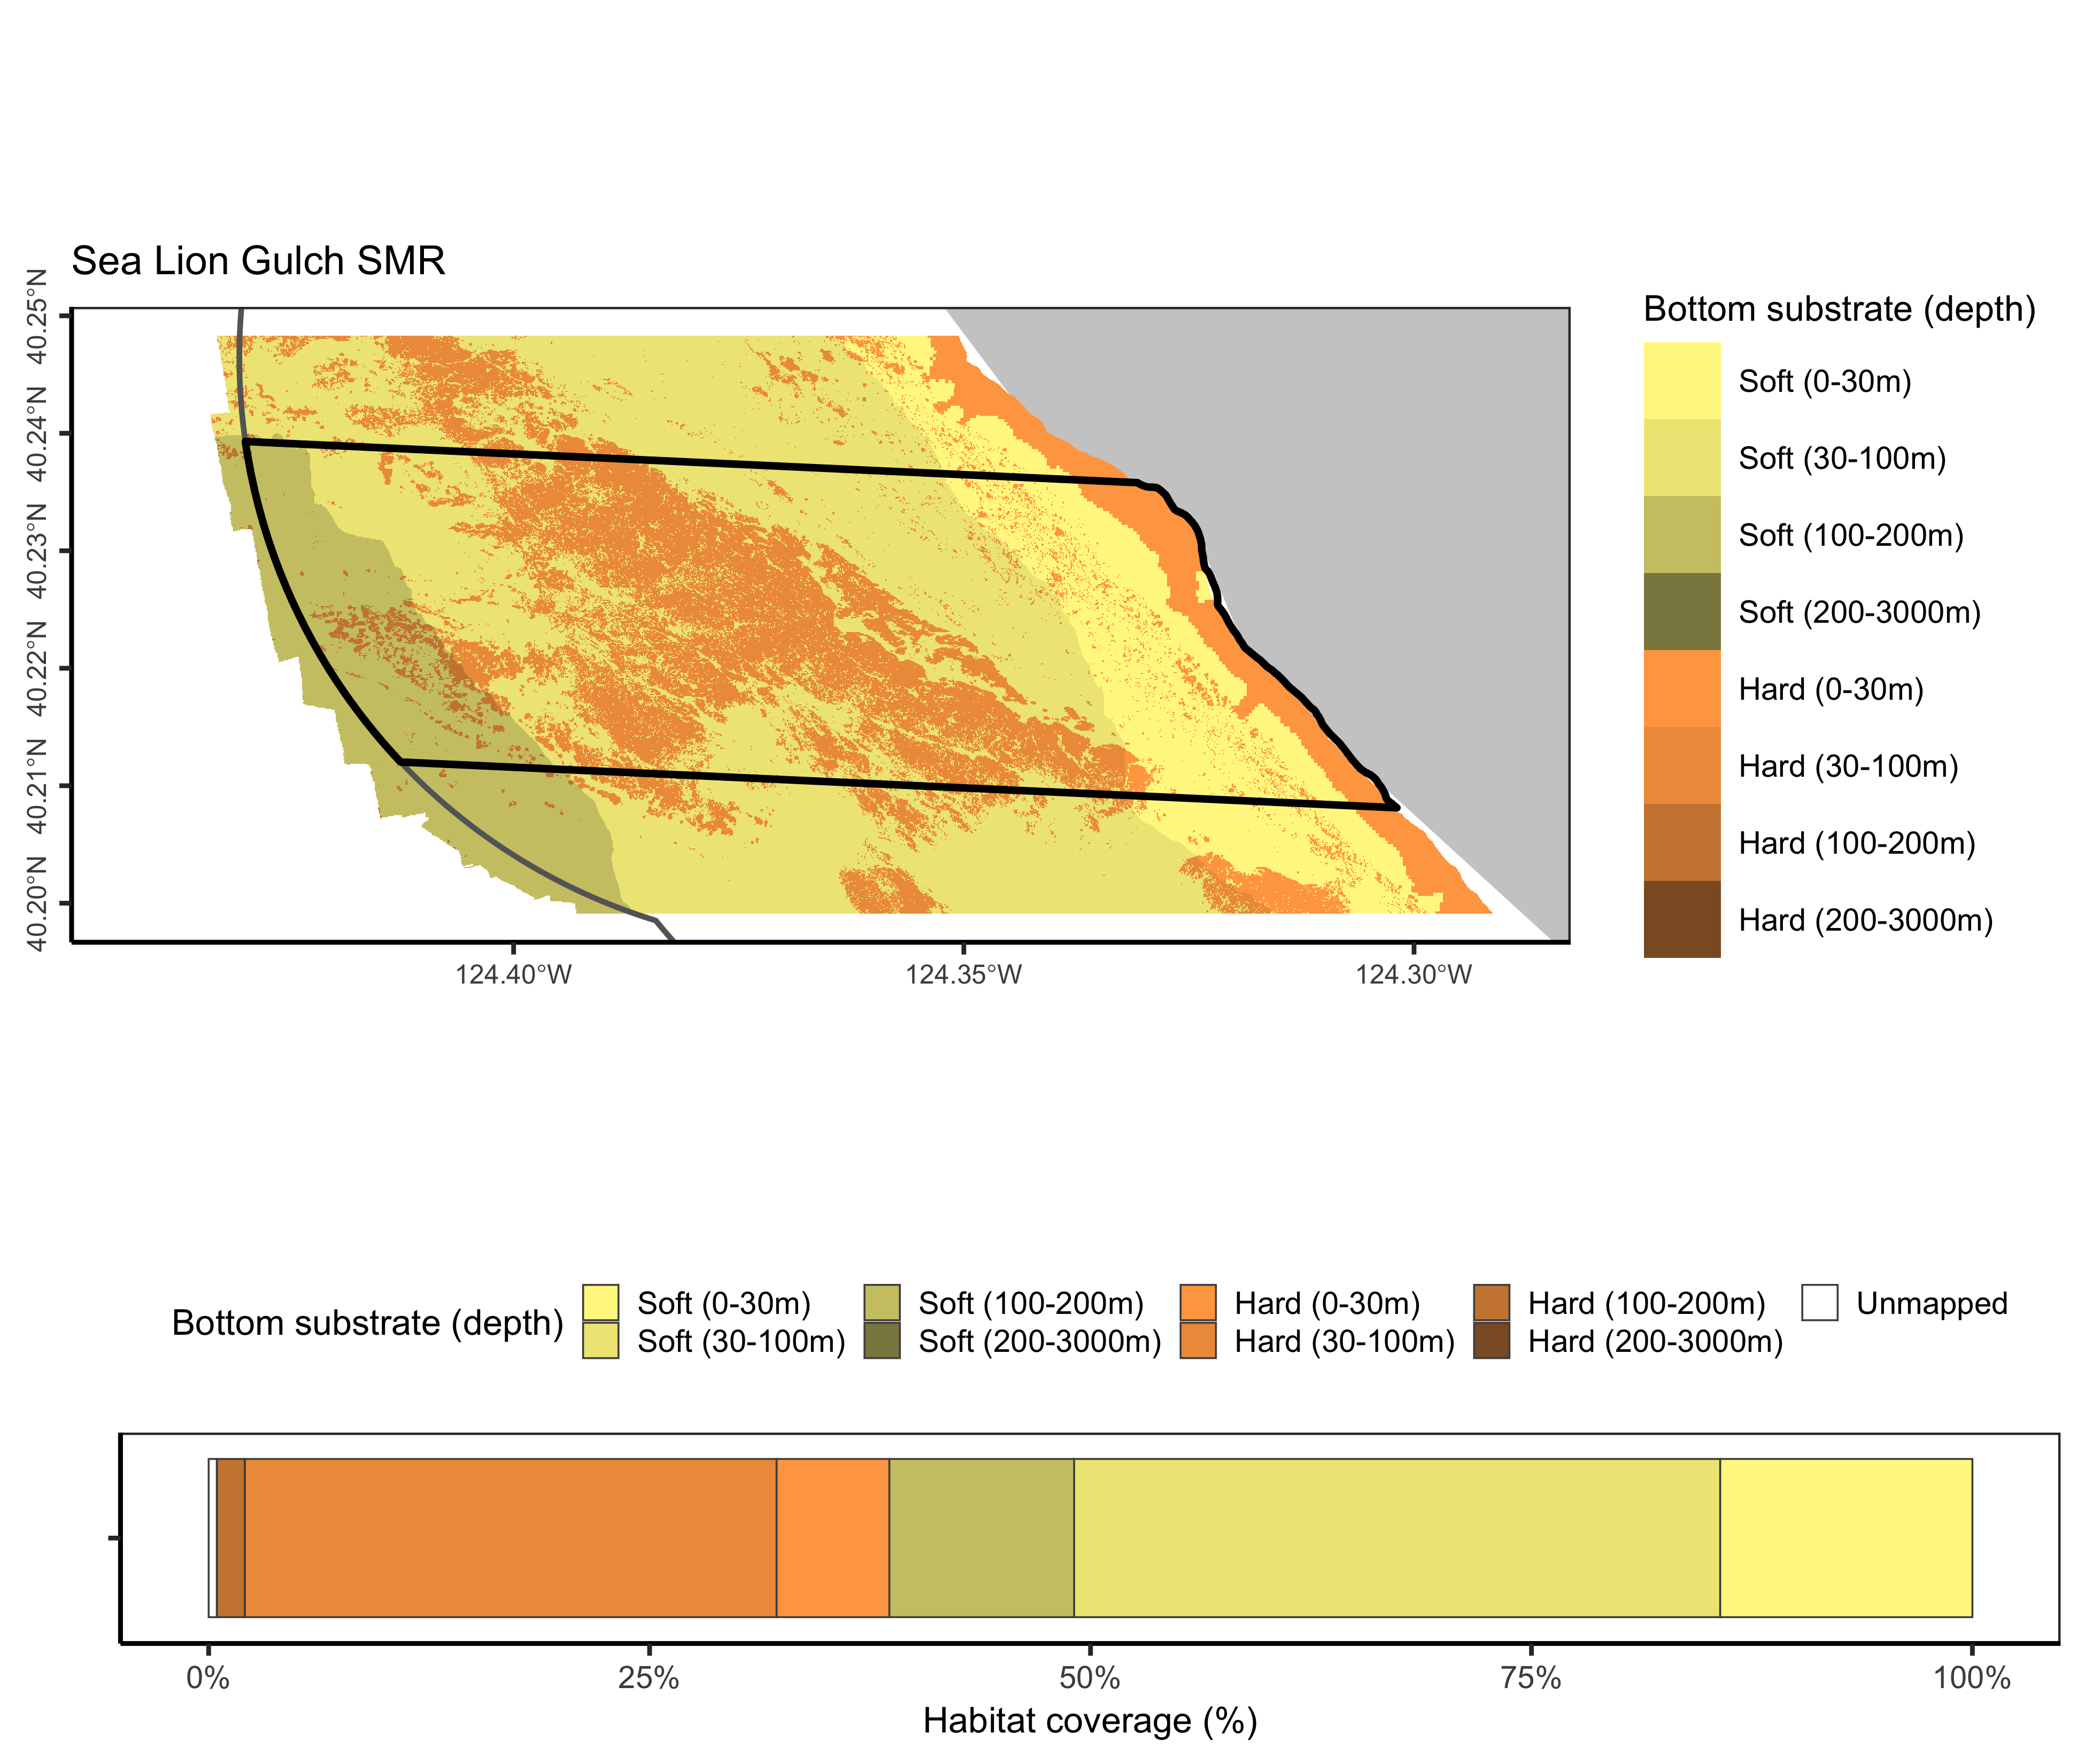 Sea Lion Gulch SMR
40.25°N
40.24°N
40.23°N
40.22°N
40.21°N
40.20°N
124.40°W
124.35°W
124.30°W
Bottom substrate (depth)
Soft (0-30m)
Soft (30-100m)
Soft (100-200m)
Soft (200-3000m)
Hard (0-30m)
Hard (30-100m)
Hard (100-200m)
Hard (200-3000m)
Bottom substrate (depth)
Soft (0-30m)
Soft (100-200m)
Hard (0-30m)
Hard (100-200m)
Unmapped
Soft (30-100m)
Soft (200-3000m)
Hard (30-100m)
Hard (200-3000m)
0%
25%
50%
75%
100%
Habitat coverage (%)